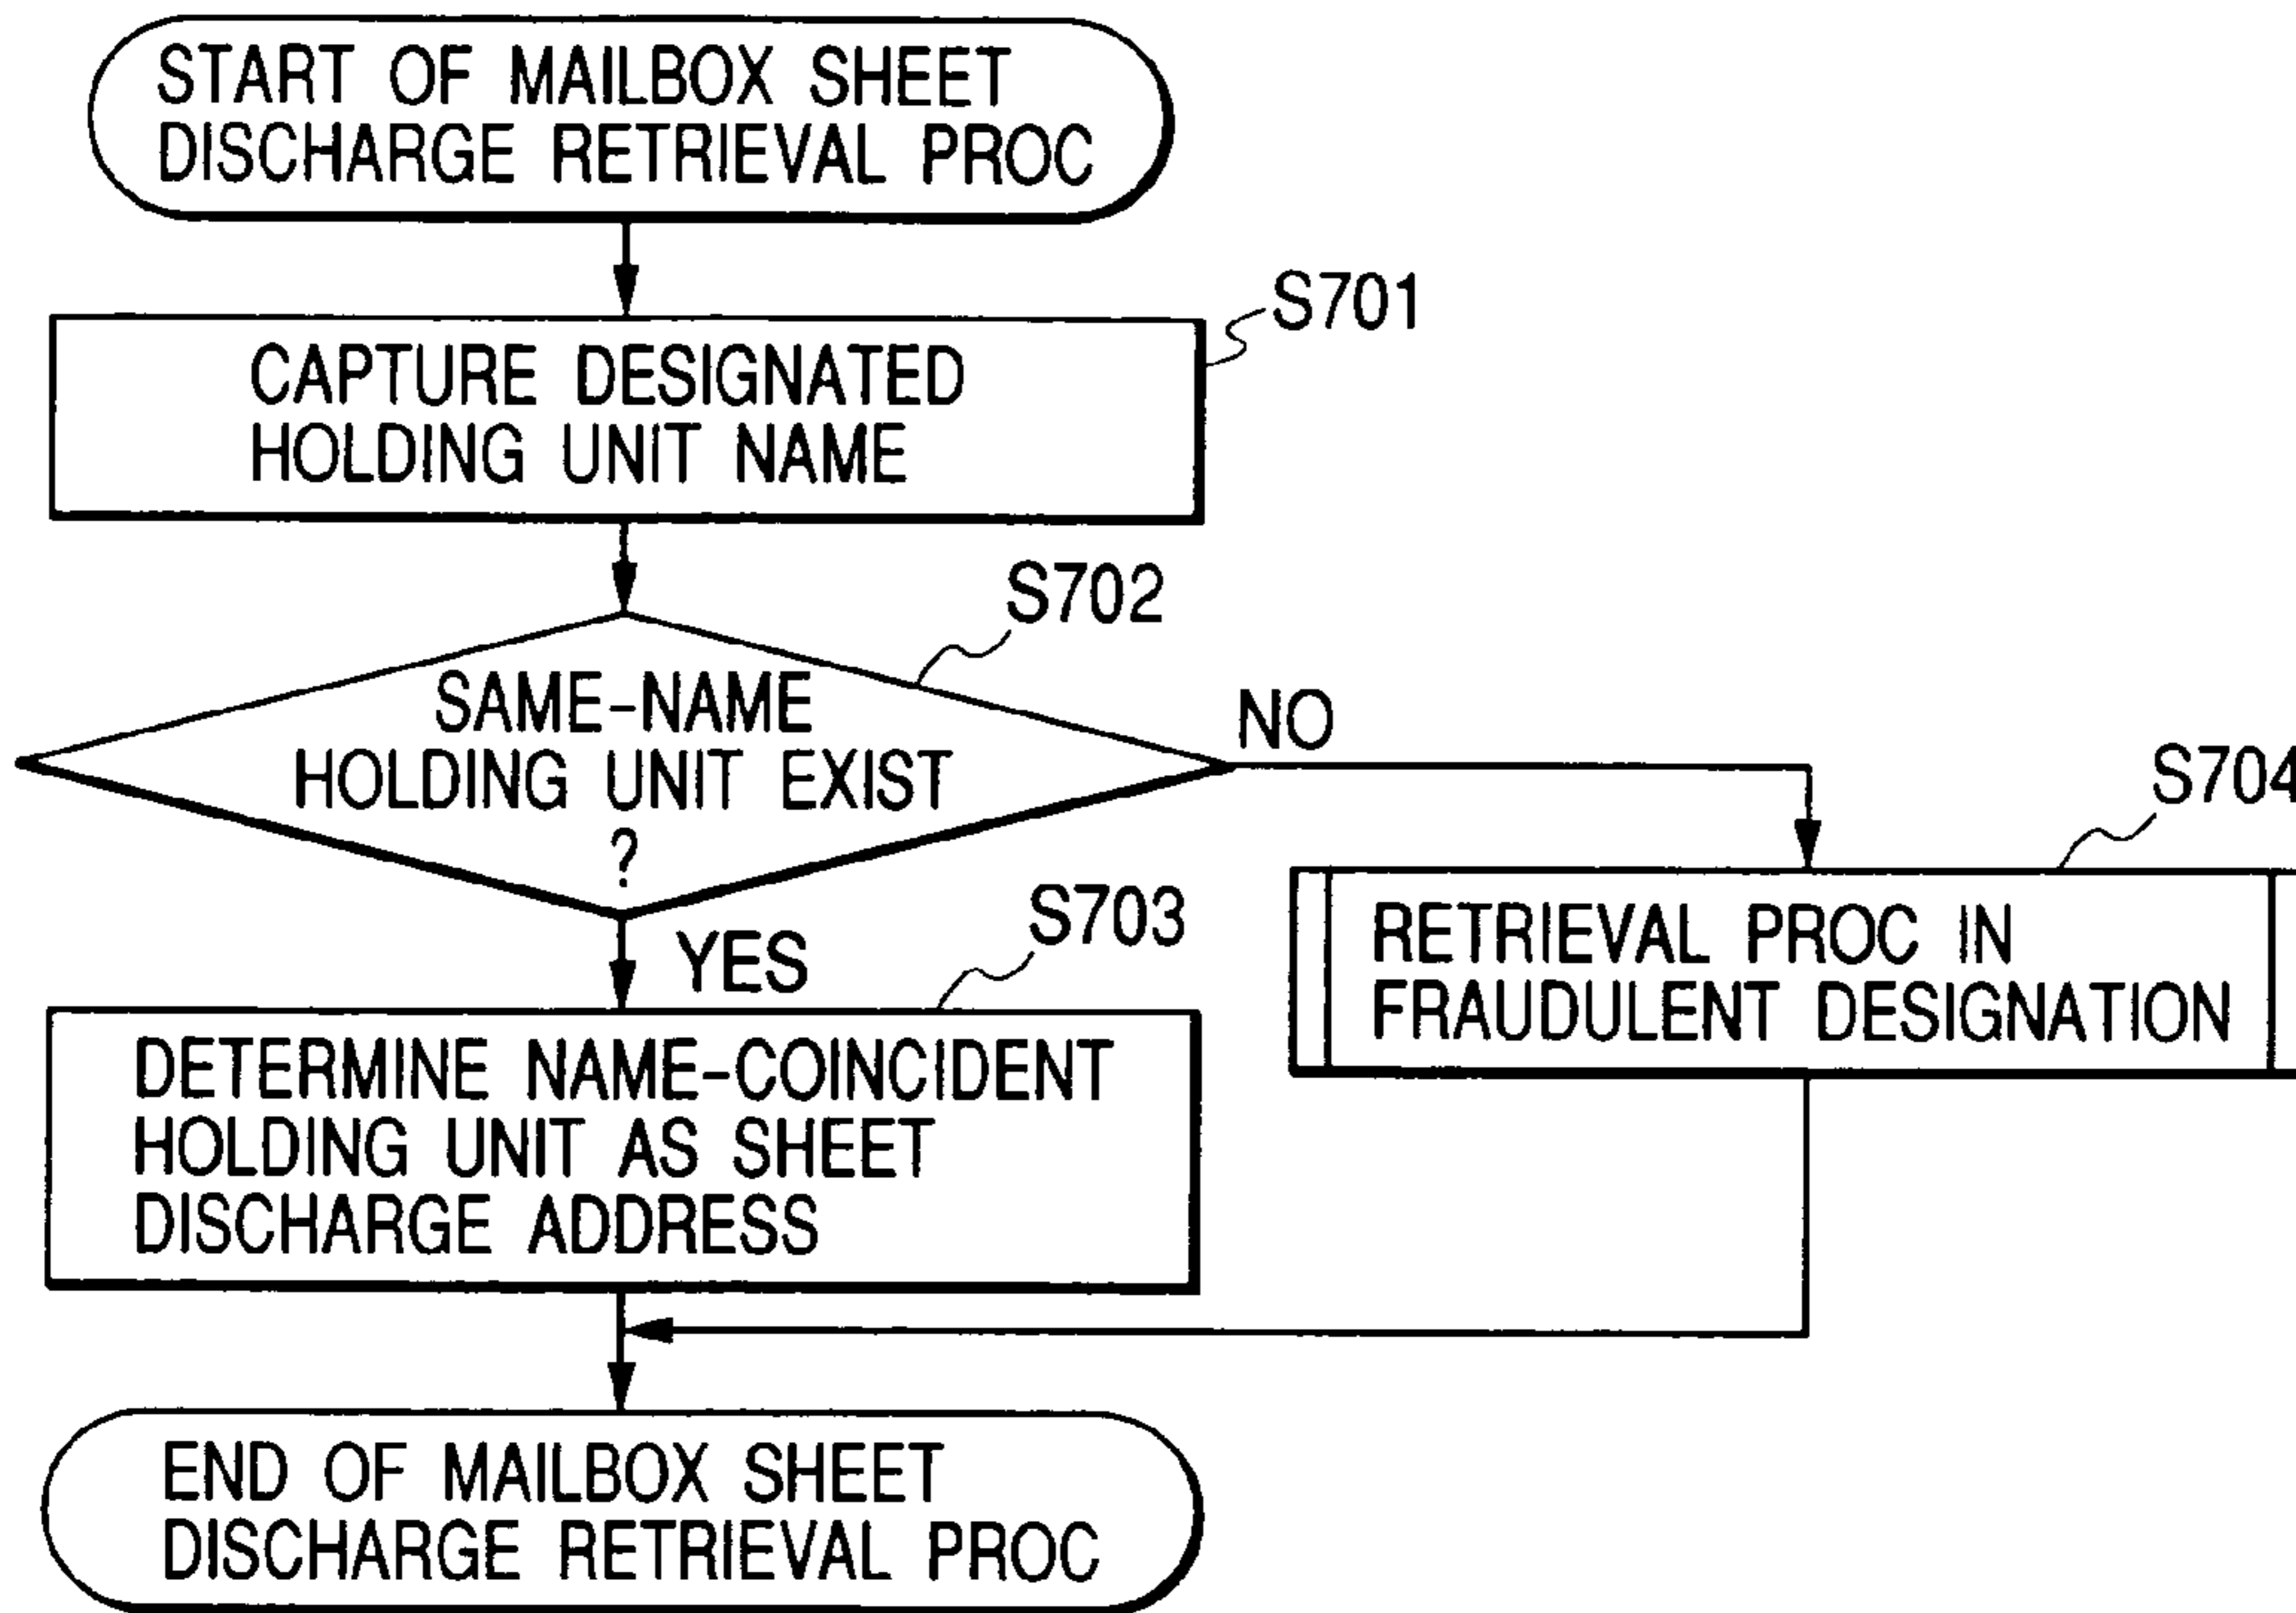 START OF MAILBOX SHEET
DISCHARGE RETRIEVAL PROC
S701
CAPTURE DESIGNATED
HOLDING UNIT NAME
S702
SAME-NAME
HOLDING UNIT EXIST
?
NO
YES
S703
DETERMINE NAME-COINCIDENT
HOLDING UNIT AS SHEET
DISCHARGE ADDRESS
S704
RETRIEVAL PROC IN
FRAUDULENT DESIGNATION
END OF MAILBOX SHEET
DISCHARGE RETRIEVAL PROC